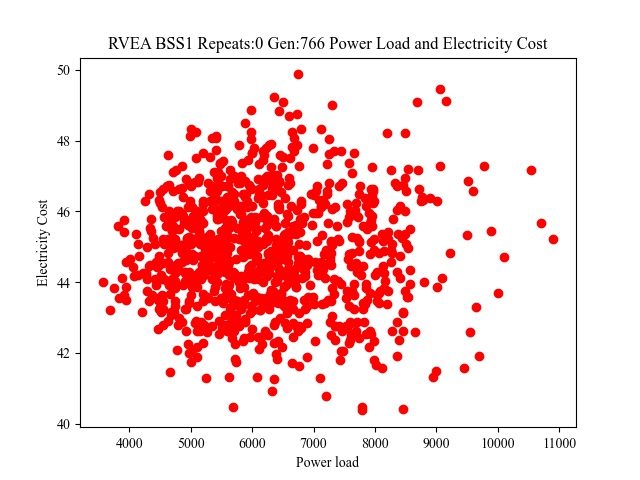 RVEA BSS1 Repeats:0 Gen:766 Power Load and Electricity Cost
50
48
46
44
42
40
Electricity Cost
4000 5000 6000 7000 8000 9000 10000 11000
Power load